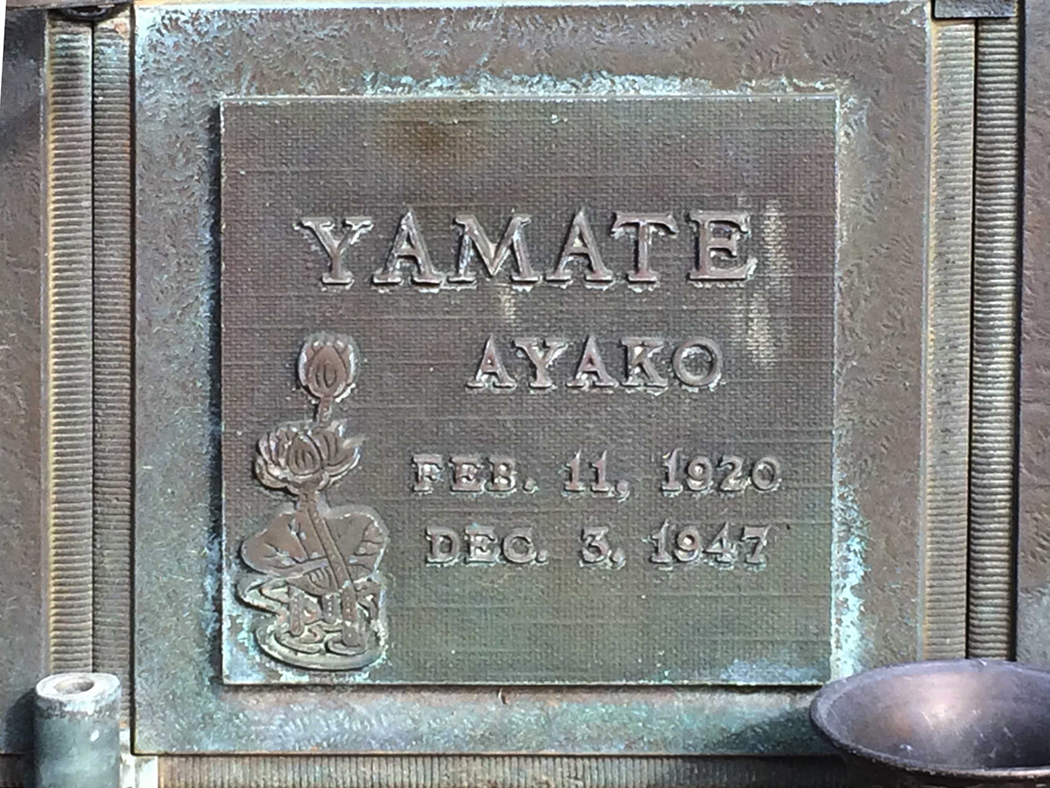 YAMATE
AYAKO
FEB. 11, 1920
DEC. 3, 1947